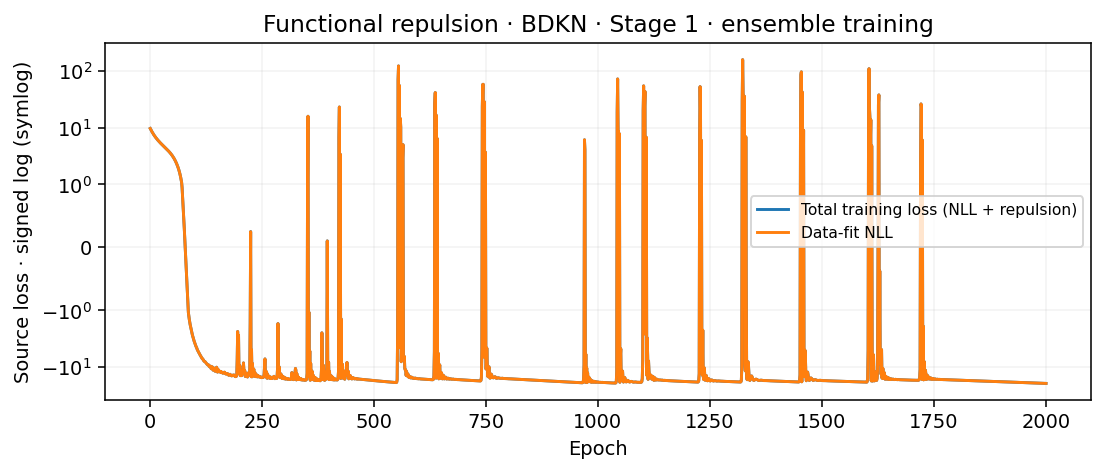 Functional repulsion · BDKN · Stage 1 · ensemble training
Source loss · signed log (symlog)
10²
10¹
10⁰
0
−10⁰
−10¹
Total training loss (NLL + repulsion)
Data-fit NLL
0 250 500 750 1000 1250 1500 1750 2000
Epoch